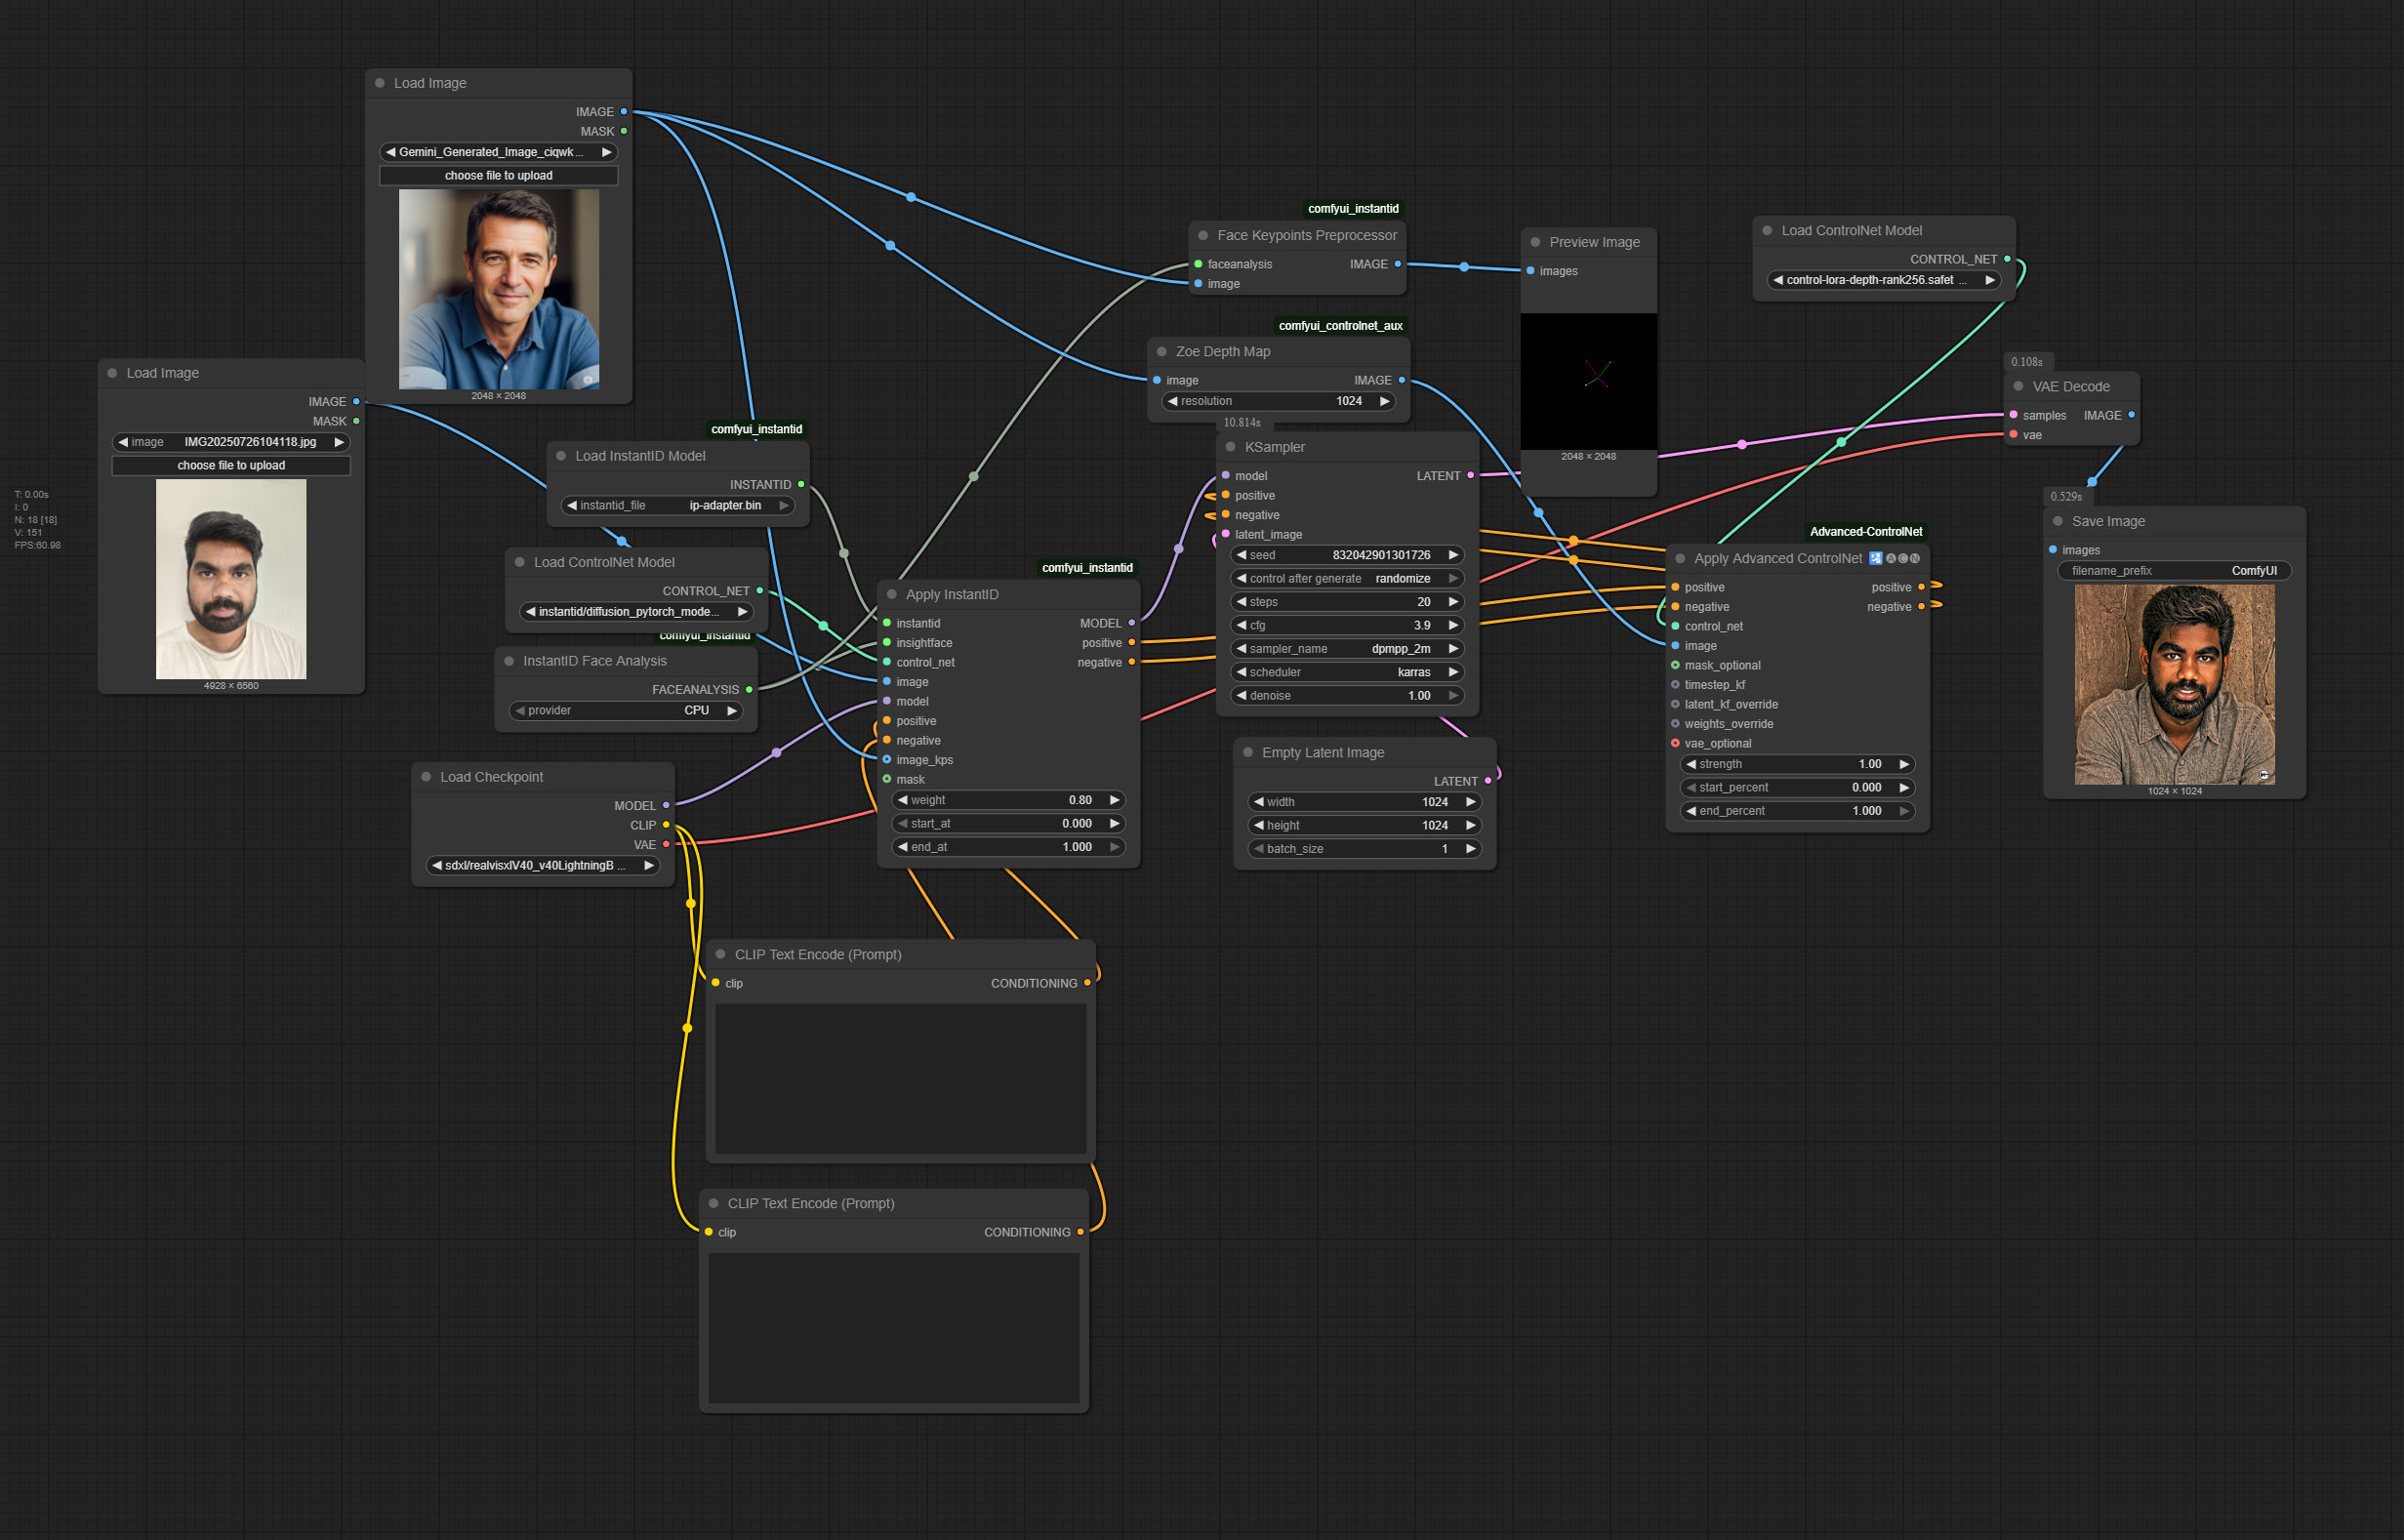 Load Image
IMAGE
MASK
Gemini_Generated_Image_ciqwk...
choose file to upload
2048 × 2048
Load Image
IMAGE
MASK
image IMG20250726104118.jpg
choose file to upload
4928 × 6560
T: 0.00s
I: 0
N: 18 [18]
V: 151
FPS:60.98
comfyui_instantid
Load InstantID Model
INSTANTID
instantid_file ip-adapter.bin
Load ControlNet Model
CONTROL_NET
instantid/diffusion_pytorch_mode...
comfyui_instantid
InstantID Face Analysis
FACEANALYSIS
provider CPU
Load Checkpoint
MODEL
CLIP
VAE
sdxl/realvisxlV40_v40LightningB ...
comfyui_instantid
Apply InstantID
instantid MODEL
insightface positive
control_net negative
image
model
positive
negative
image_kps
mask
weight 0.80
start_at 0.000
end_at 1.000
CLIP Text Encode (Prompt)
clip CONDITIONING
CLIP Text Encode (Prompt)
clip CONDITIONING
comfyui_instantid
Face Keypoints Preprocessor
faceanalysis IMAGE
image
comfyui_controlnet_aux
Zoe Depth Map
image IMAGE
resolution 1024
10.814s
KSampler
model LATENT
positive
negative
latent_image
seed 832042901301726
control after generate randomize
steps 20
cfg 3.9
sampler_name dpmpp_2m
scheduler karras
denoise 1.00
Empty Latent Image
LATENT
width 1024
height 1024
batch_size 1
Preview Image
images
2048 × 2048
Load ControlNet Model
CONTROL_NET
control-lora-depth-rank256.safet ...
Advanced-ControlNet
Apply Advanced ControlNet 🛂🅐🅒🅝
positive positive
negative negative
control_net
image
mask_optional
timestep_kf
latent_kf_override
weights_override
vae_optional
strength 1.00
start_percent 0.000
end_percent 1.000
0.108s
VAE Decode
samples IMAGE
vae
0.529s
Save Image
images
filename_prefix ComfyUI
1024 × 1024